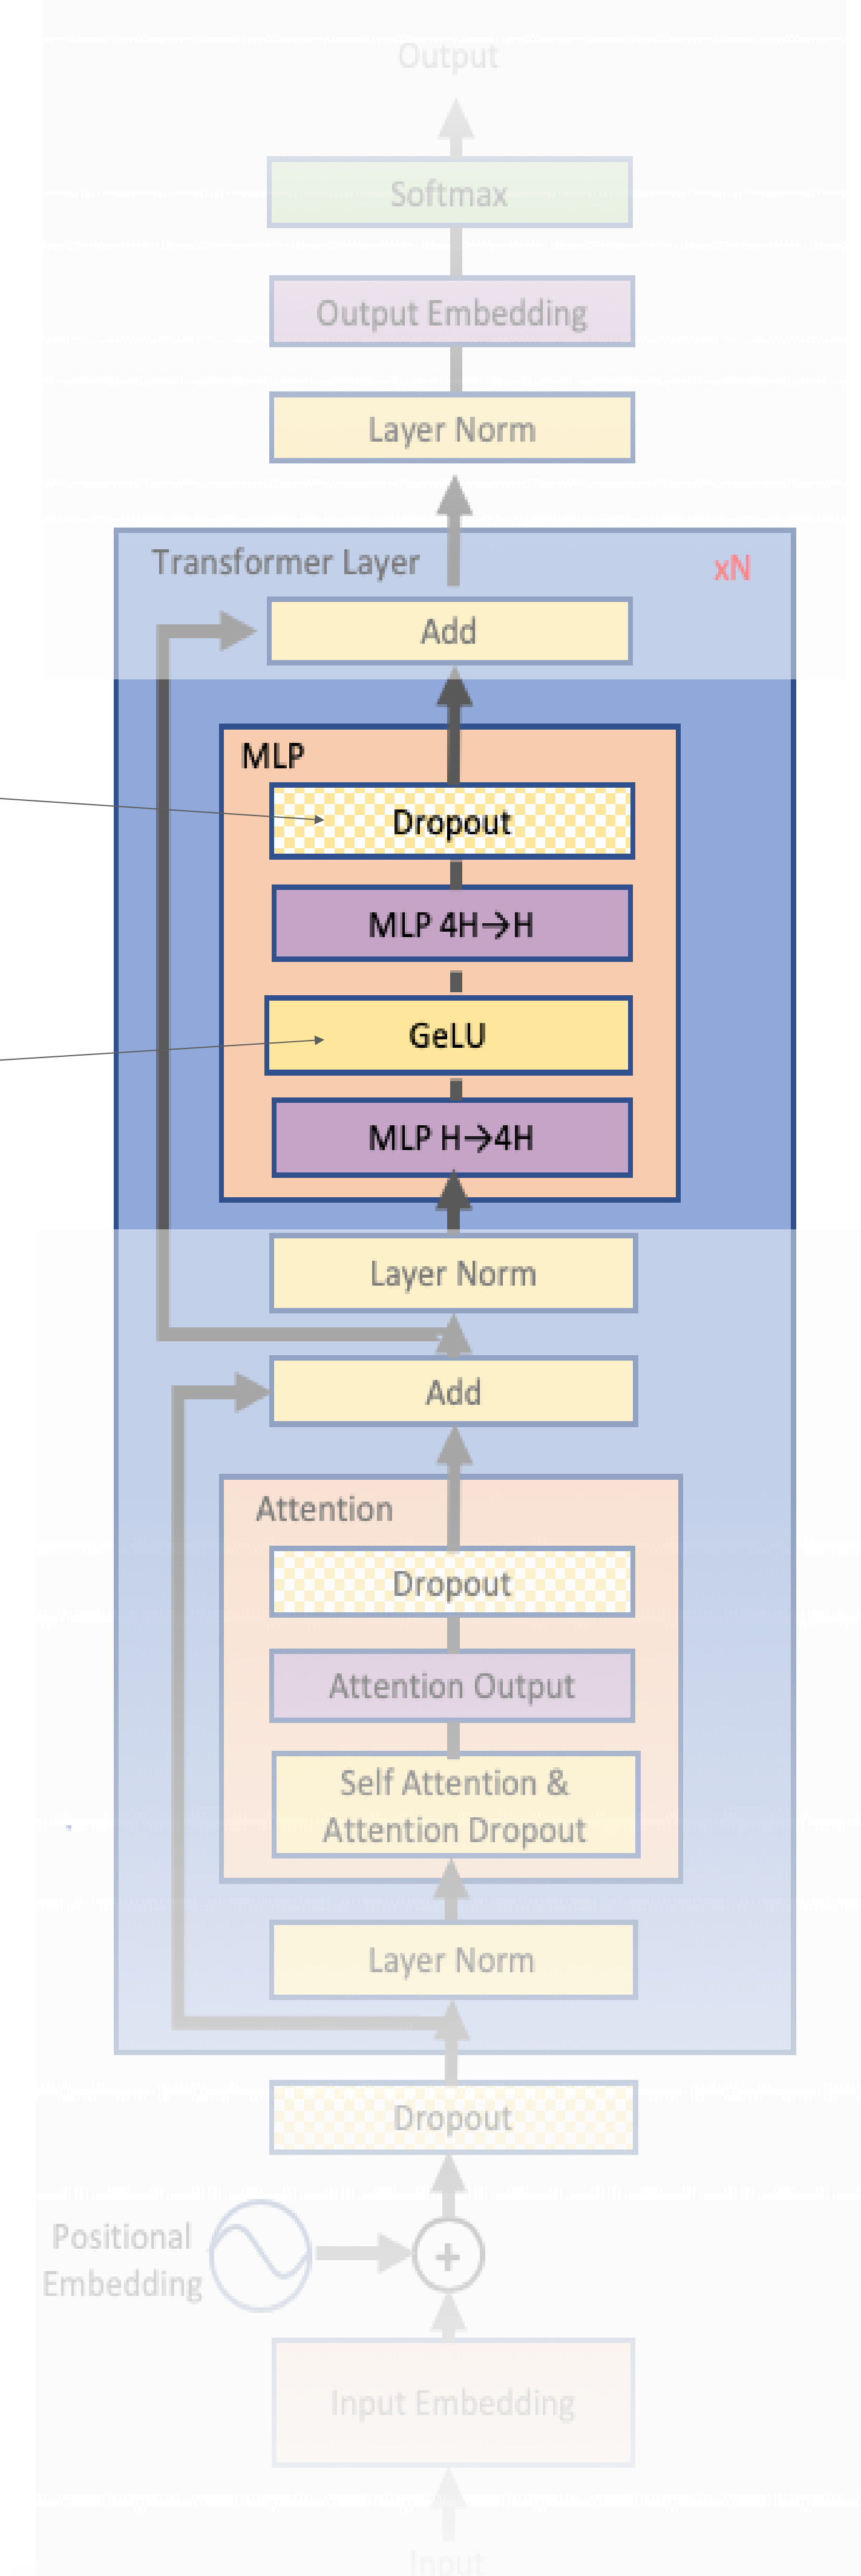 Output
Softmax
Output Embedding
Layer Norm
Transformer Layer
xN
Add
MLP
Dropout
MLP 4H→H
GeLU
MLP H→4H
Layer Norm
Add
Attention
Dropout
Attention Output
Self Attention &
Attention Dropout
Layer Norm
Dropout
Positional
Embedding
+
Input Embedding
Input